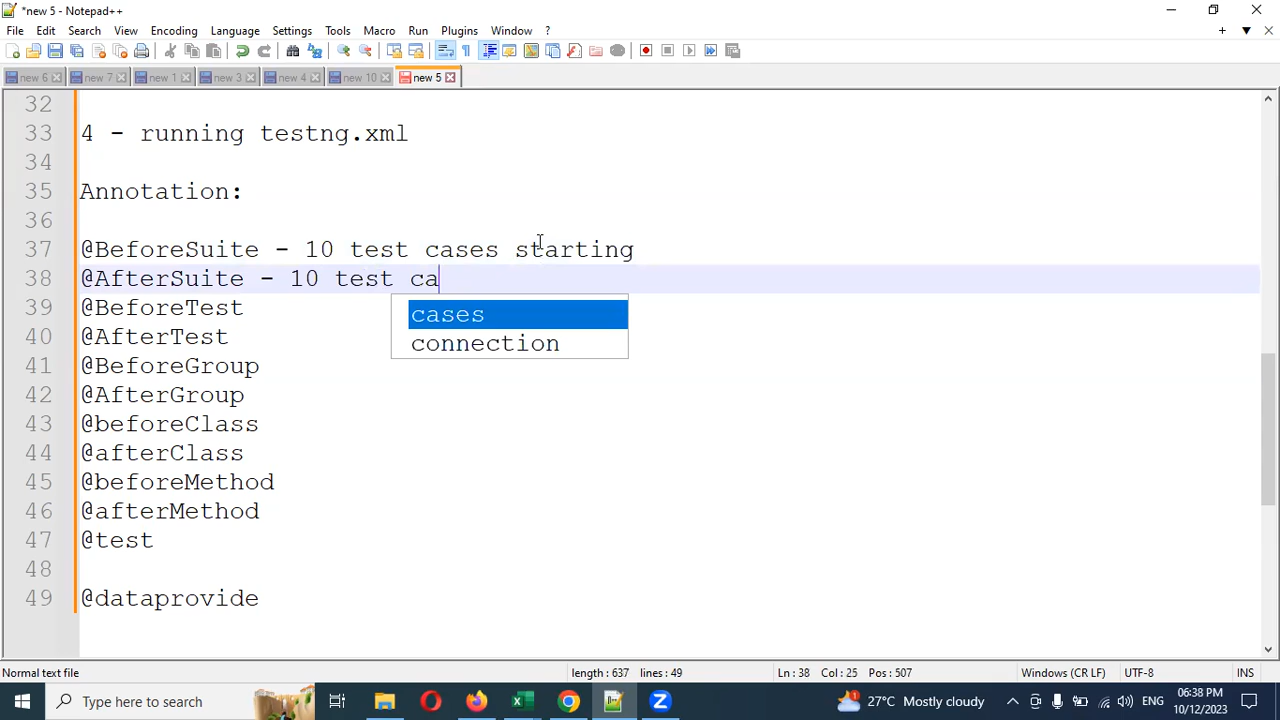 *new 5 - Notepad++
File Edit Search View Encoding Language Settings Tools Macro Run Plugins Window ?
new 6 new 7 new 1 new 3 new 4 new 10 new 5
32
33 4 - running testng.xml
34
35 Annotation:
36
37 @BeforeSuite - 10 test cases starting
38 @AfterSuite - 10 test ca
cases
connection
39 @BeforeTest
40 @AfterTest
41 @BeforeGroup
42 @AfterGroup
43 @beforeClass
44 @afterClass
45 @beforeMethod
46 @afterMethod
47 @test
48
49 @dataprovide
Normal text file length : 637 lines : 49 Ln : 38 Col : 25 Pos : 507 Windows (CR LF) UTF-8 INS
Type here to search 27°C Mostly cloudy ENG 06:38 PM
10/12/2023